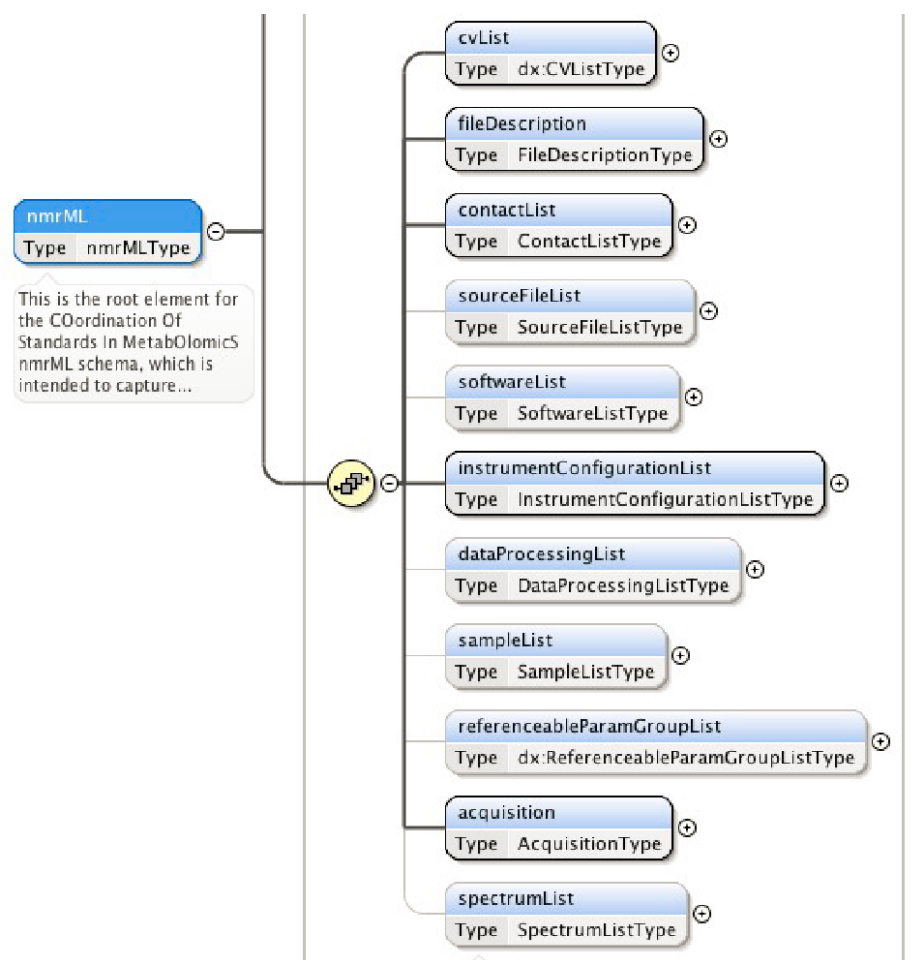 nmrML
Type nmrMLType
This is the root element for
the COordination Of
Standards In MetabOlomicS
nmrML schema, which is
intended to capture...
cvList
Type dx:CVListType
fileDescription
Type FileDescriptionType
contactList
Type ContactListType
sourceFileList
Type SourceFileListType
softwareList
Type SoftwareListType
instrumentConfigurationList
Type InstrumentConfigurationListType
dataProcessingList
Type DataProcessingListType
sampleList
Type SampleListType
referenceableParamGroupList
Type dx:ReferenceableParamGroupListType
acquisition
Type AcquisitionType
spectrumList
Type SpectrumListType